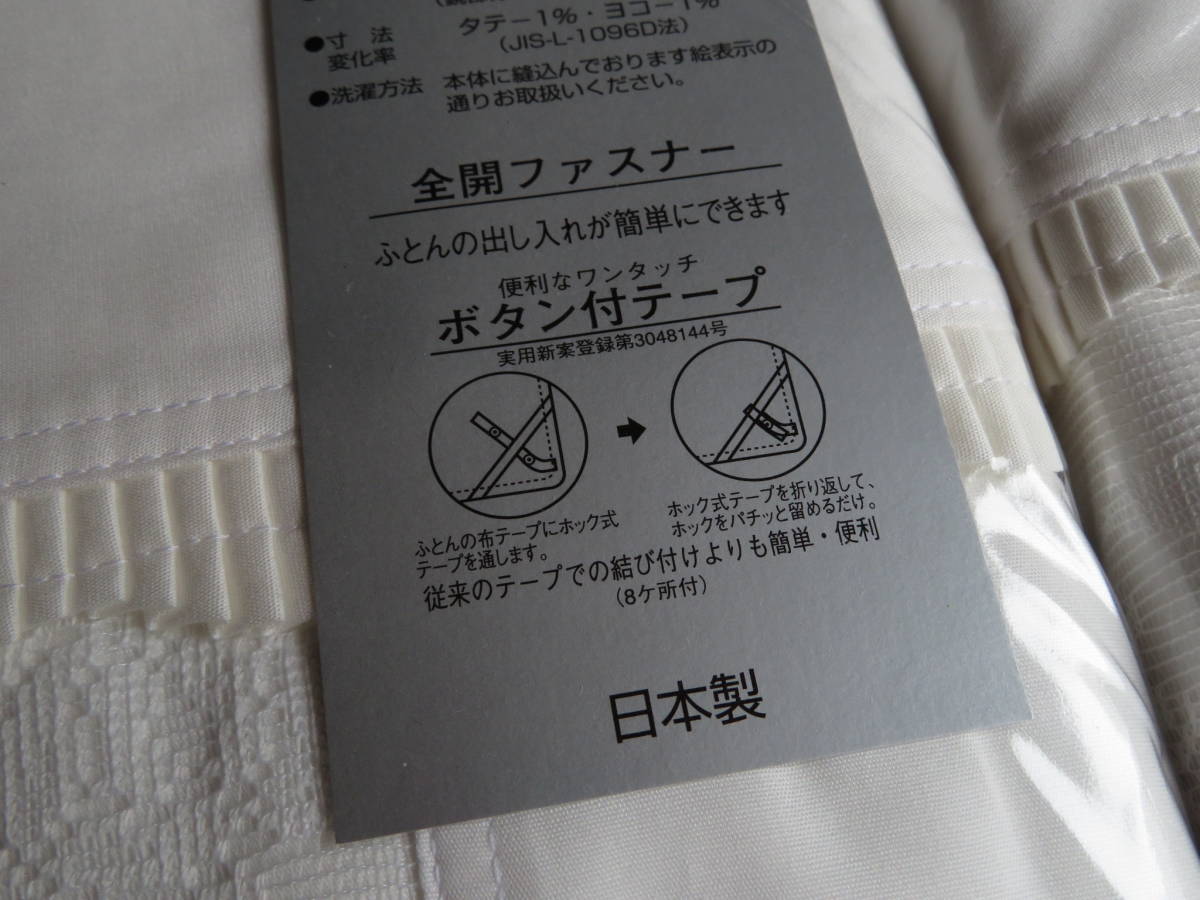 タテ－1%・ヨコ－1%
●寸法 (JIS-L-1096D法)
変化率
●洗濯方法 本体に縫込んでおります絵表示の
通りお取扱いください。
全開ファスナー
ふとんの出し入れが簡単にできます
便利なワンタッチ
ボタン付テープ
実用新案登録第3048144号
ふとんの布テープにホック式
テープを通します。
ホック式テープを折り返して、
ホックをパチッと留めるだけ。
従来のテープでの結び付けよりも簡単・便利
(8ケ所付)
日本製